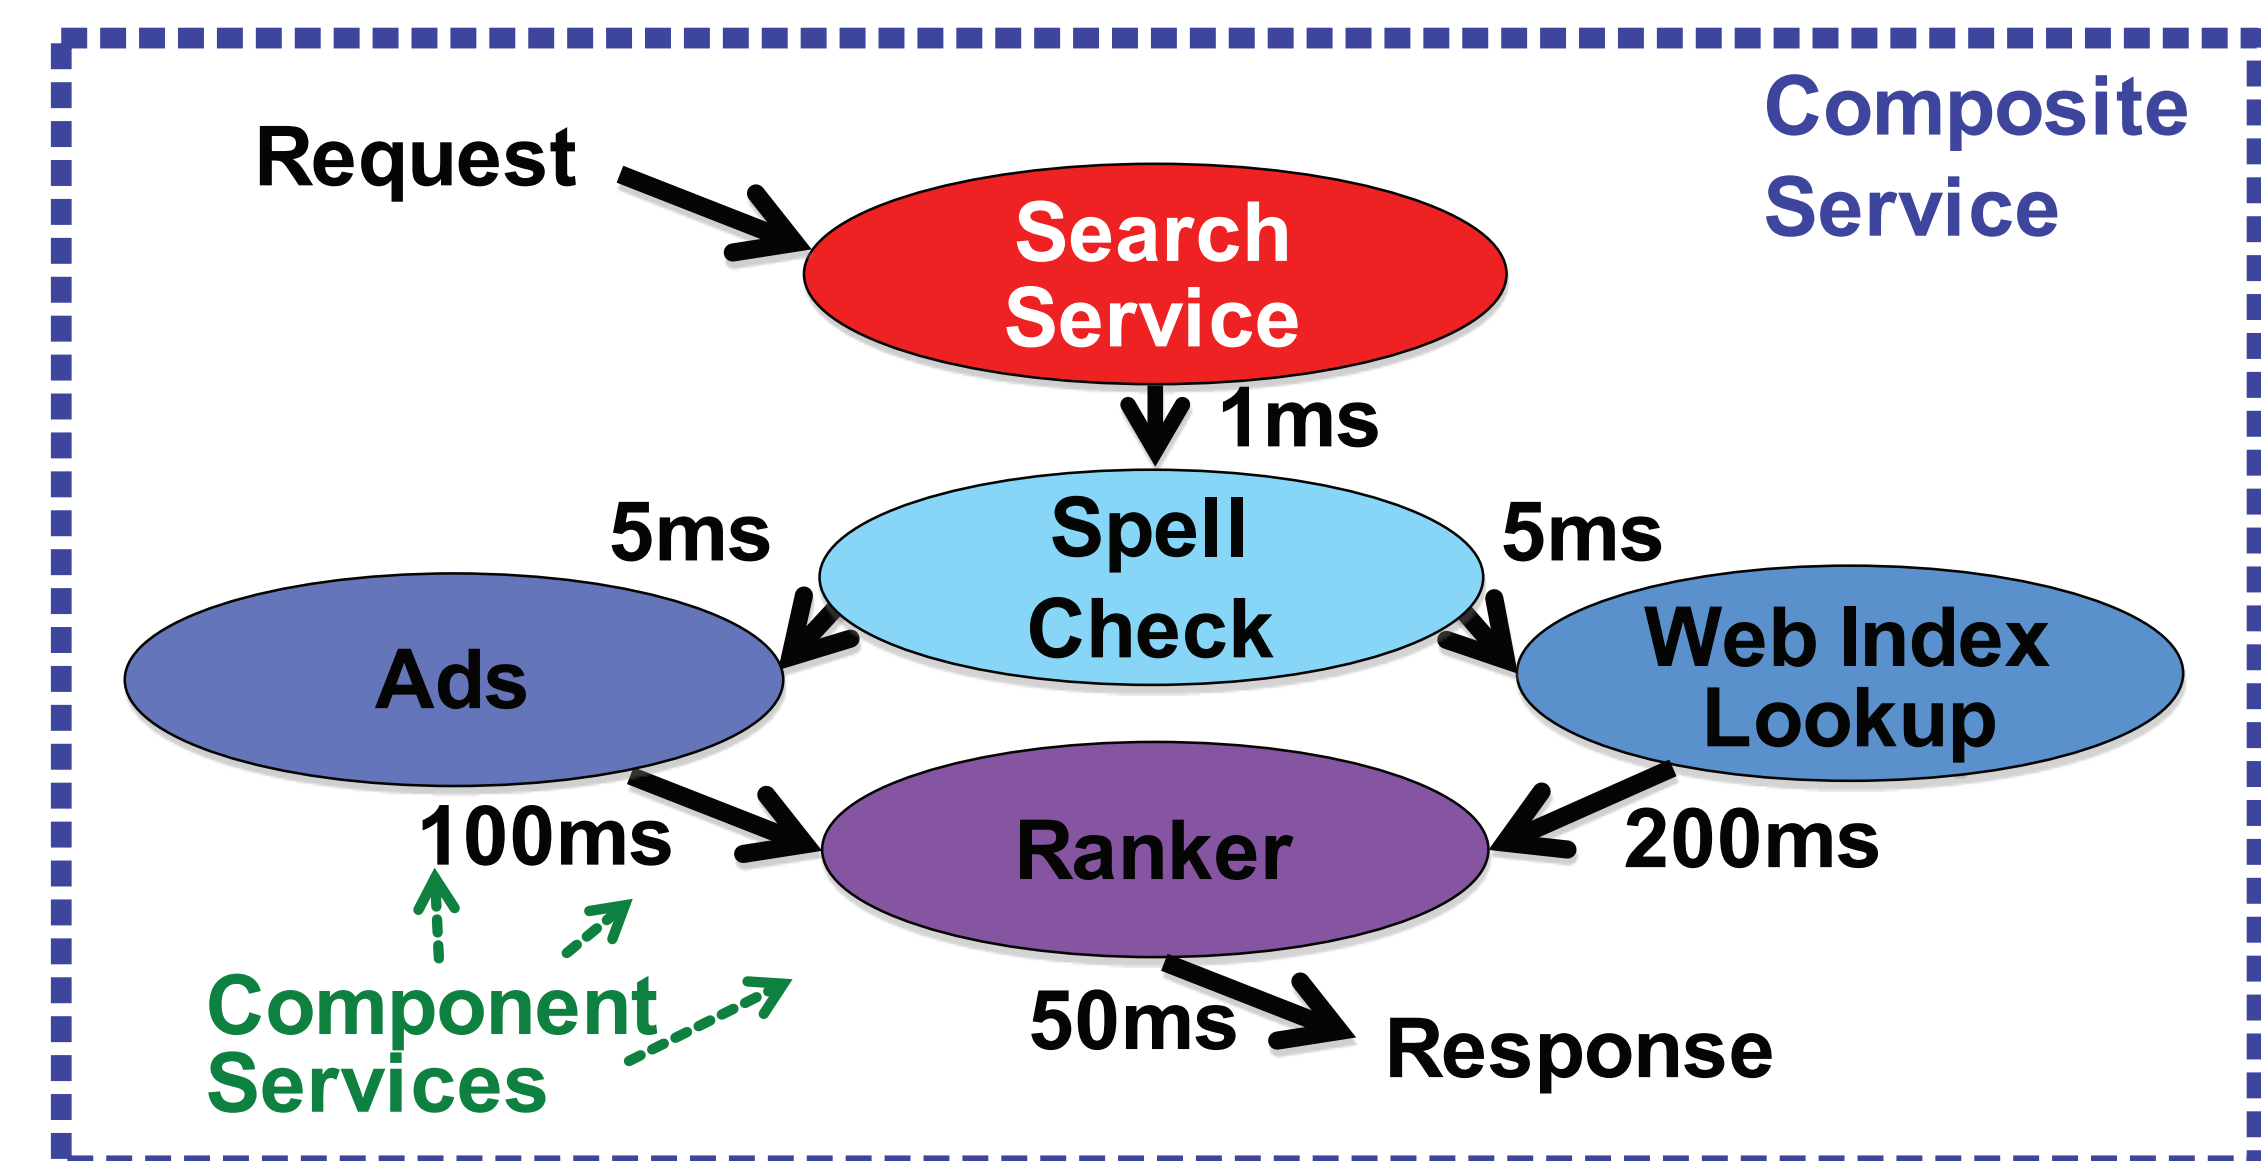 Composite
Service
Request
Search
Service
1ms
5ms
Spell
Check
5ms
Ads
Web Index
Lookup
100ms
Ranker
200ms
Component
Services
50ms
Response